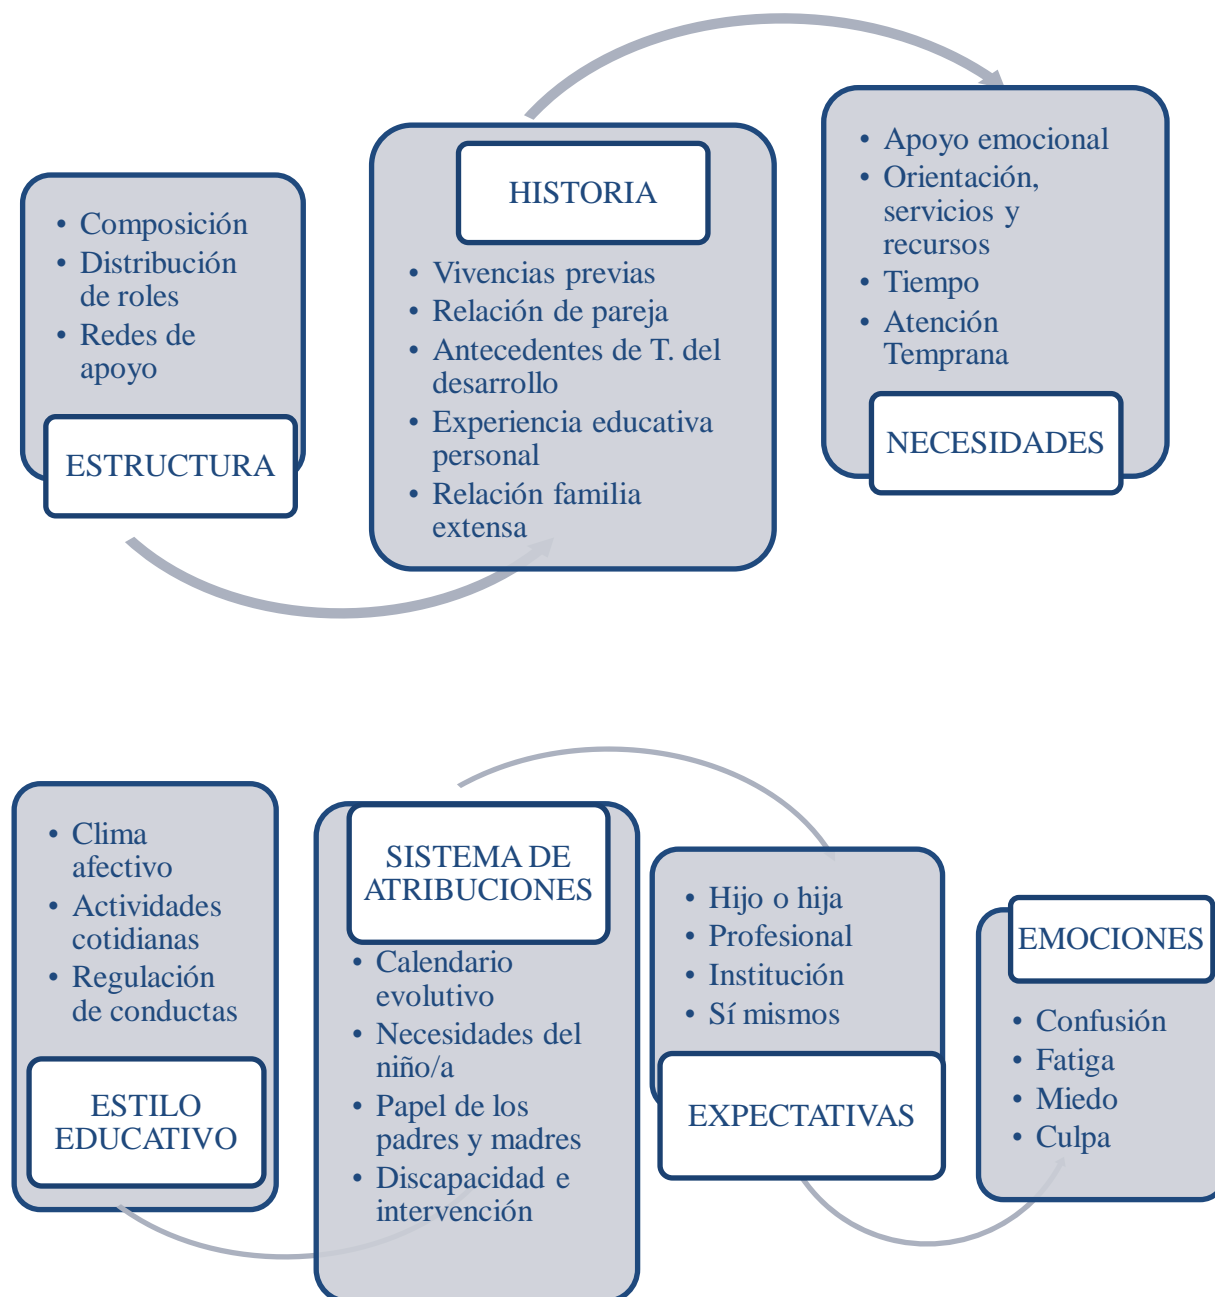 • Composición
• Distribución
de roles
• Redes de
apoyo
ESTRUCTURA
HISTORIA
• Vivencias previas
• Relación de pareja
• Antecedentes de T. del
desarrollo
• Experiencia educativa
personal
• Relación familia
extensa
• Apoyo emocional
• Orientación,
servicios y
recursos
• Tiempo
• Atención
Temprana
NECESIDADES
• Clima
afectivo
• Actividades
cotidianas
• Regulación
de conductas
ESTILO
EDUCATIVO
SISTEMA DE
ATRIBUCIONES
• Calendario
evolutivo
• Necesidades del
niño/a
• Papel de los
padres y madres
• Discapacidad e
intervención
• Hijo o hija
• Profesional
• Institución
• Sí mismos
EXPECTATIVAS
EMOCIONES
• Confusión
• Fatiga
• Miedo
• Culpa